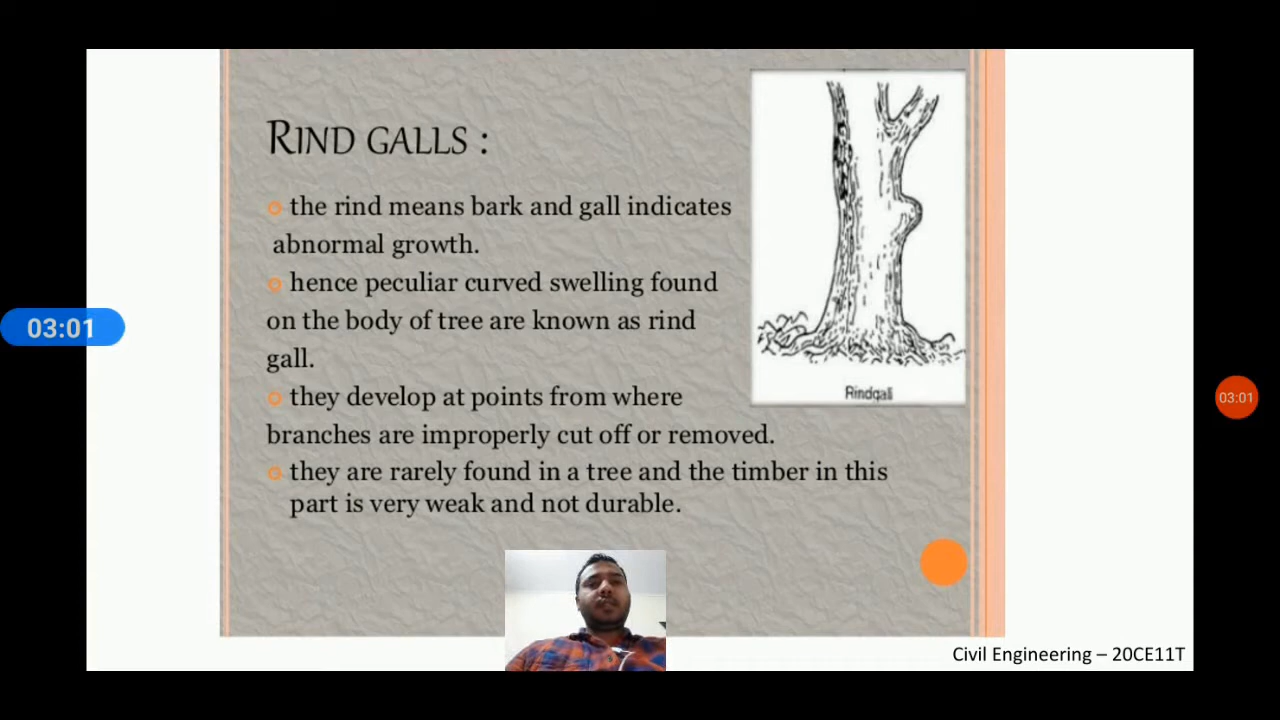 RIND GALLS :
the rind means bark and gall indicates
abnormal growth.
hence peculiar curved swelling found
on the body of tree are known as rind
gall.
they develop at points from where
branches are improperly cut off or removed.
they are rarely found in a tree and the timber in this
part is very weak and not durable.
Rindgall
03:01
03:01
Civil Engineering – 20CE11T